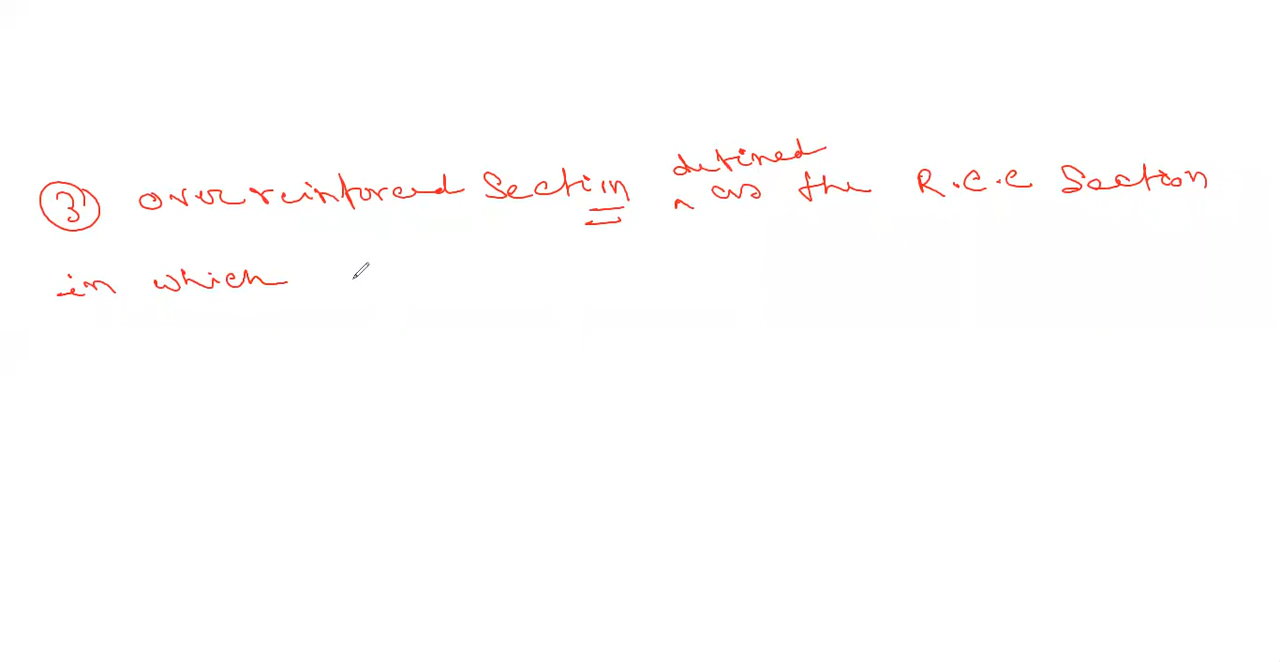 ③ over reinforced Section defined as the R.C.C Section
in which